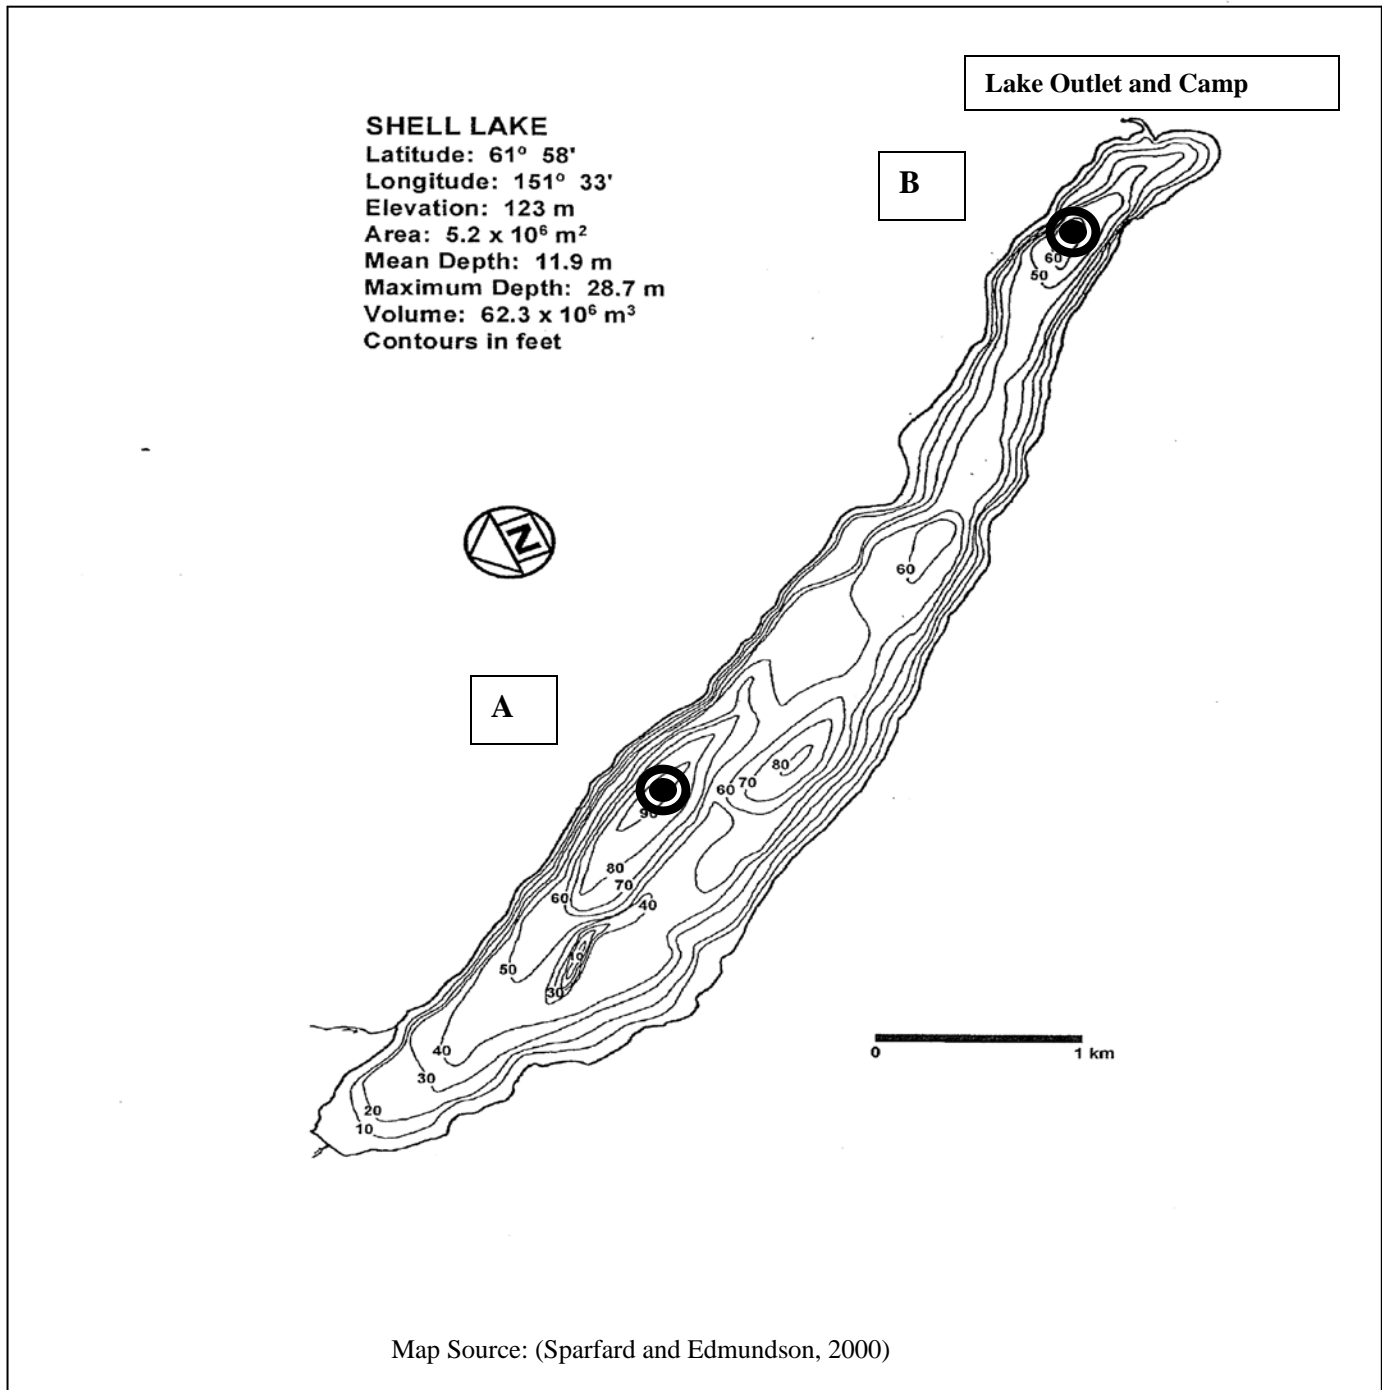 Lake Outlet and Camp
SHELL LAKE
Latitude: 61° 58'
Longitude: 151° 33'
Elevation: 123 m
Area: 5.2 x 10⁶ m²
Mean Depth: 11.9 m
Maximum Depth: 28.7 m
Volume: 62.3 x 10⁶ m³
Contours in feet
B
60
50
N
60
A
80
70
60
90
80
70
60
40
50
10
30
40
30
20
10
0 1 km
Map Source: (Sparfard and Edmundson, 2000)